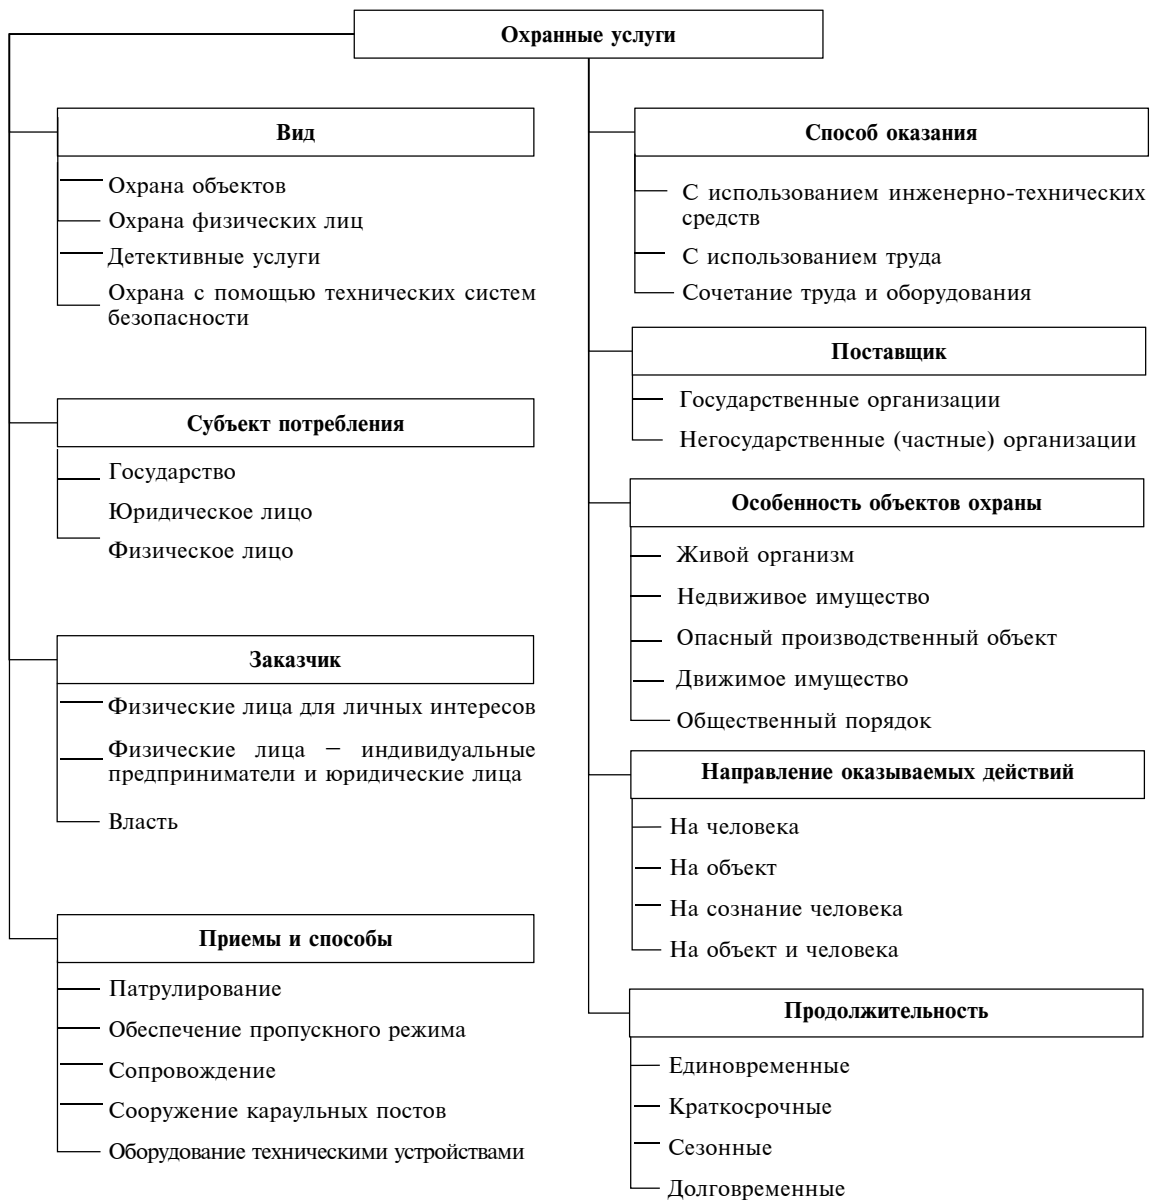 Охранные услуги
Вид
Охрана объектов
Охрана физических лиц
Детективные услуги
Охрана с помощью технических систем
безопасности
Субъект потребления
Государство
Юридическое лицо
Физическое лицо
Заказчик
Физические лица для личных интересов
Физические лица – индивидуальные
предприниматели и юридические лица
Власть
Приемы и способы
Патрулирование
Обеспечение пропускного режима
Сопровождение
Сооружение караульных постов
Оборудование техническими устройствами
Способ оказания
С использованием инженерно-технических
средств
С использованием труда
Сочетание труда и оборудования
Поставщик
Государственные организации
Негосударственные (частные) организации
Особенность объектов охраны
Живой организм
Недвиживое имущество
Опасный производственный объект
Движимое имущество
Общественный порядок
Направление оказываемых действий
На человека
На объект
На сознание человека
На объект и человека
Продолжительность
Единовременные
Краткосрочные
Сезонные
Долговременные